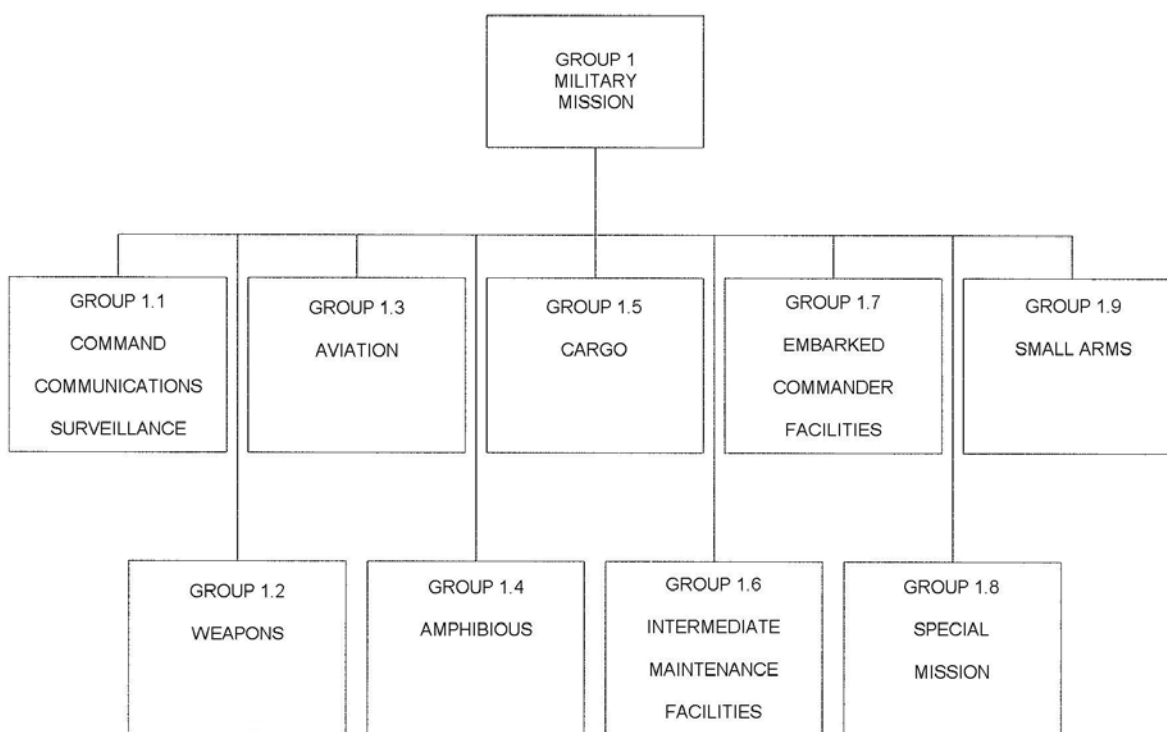 GROUP 1
MILITARY
MISSION
GROUP 1.1
COMMAND
COMMUNICATIONS
SURVEILLANCE
GROUP 1.3
AVIATION
GROUP 1.5
CARGO
GROUP 1.7
EMBARKED
COMMANDER
FACILITIES
GROUP 1.9
SMALL ARMS
GROUP 1.2
WEAPONS
GROUP 1.4
AMPHIBIOUS
GROUP 1.6
INTERMEDIATE
MAINTENANCE
FACILITIES
GROUP 1.8
SPECIAL
MISSION